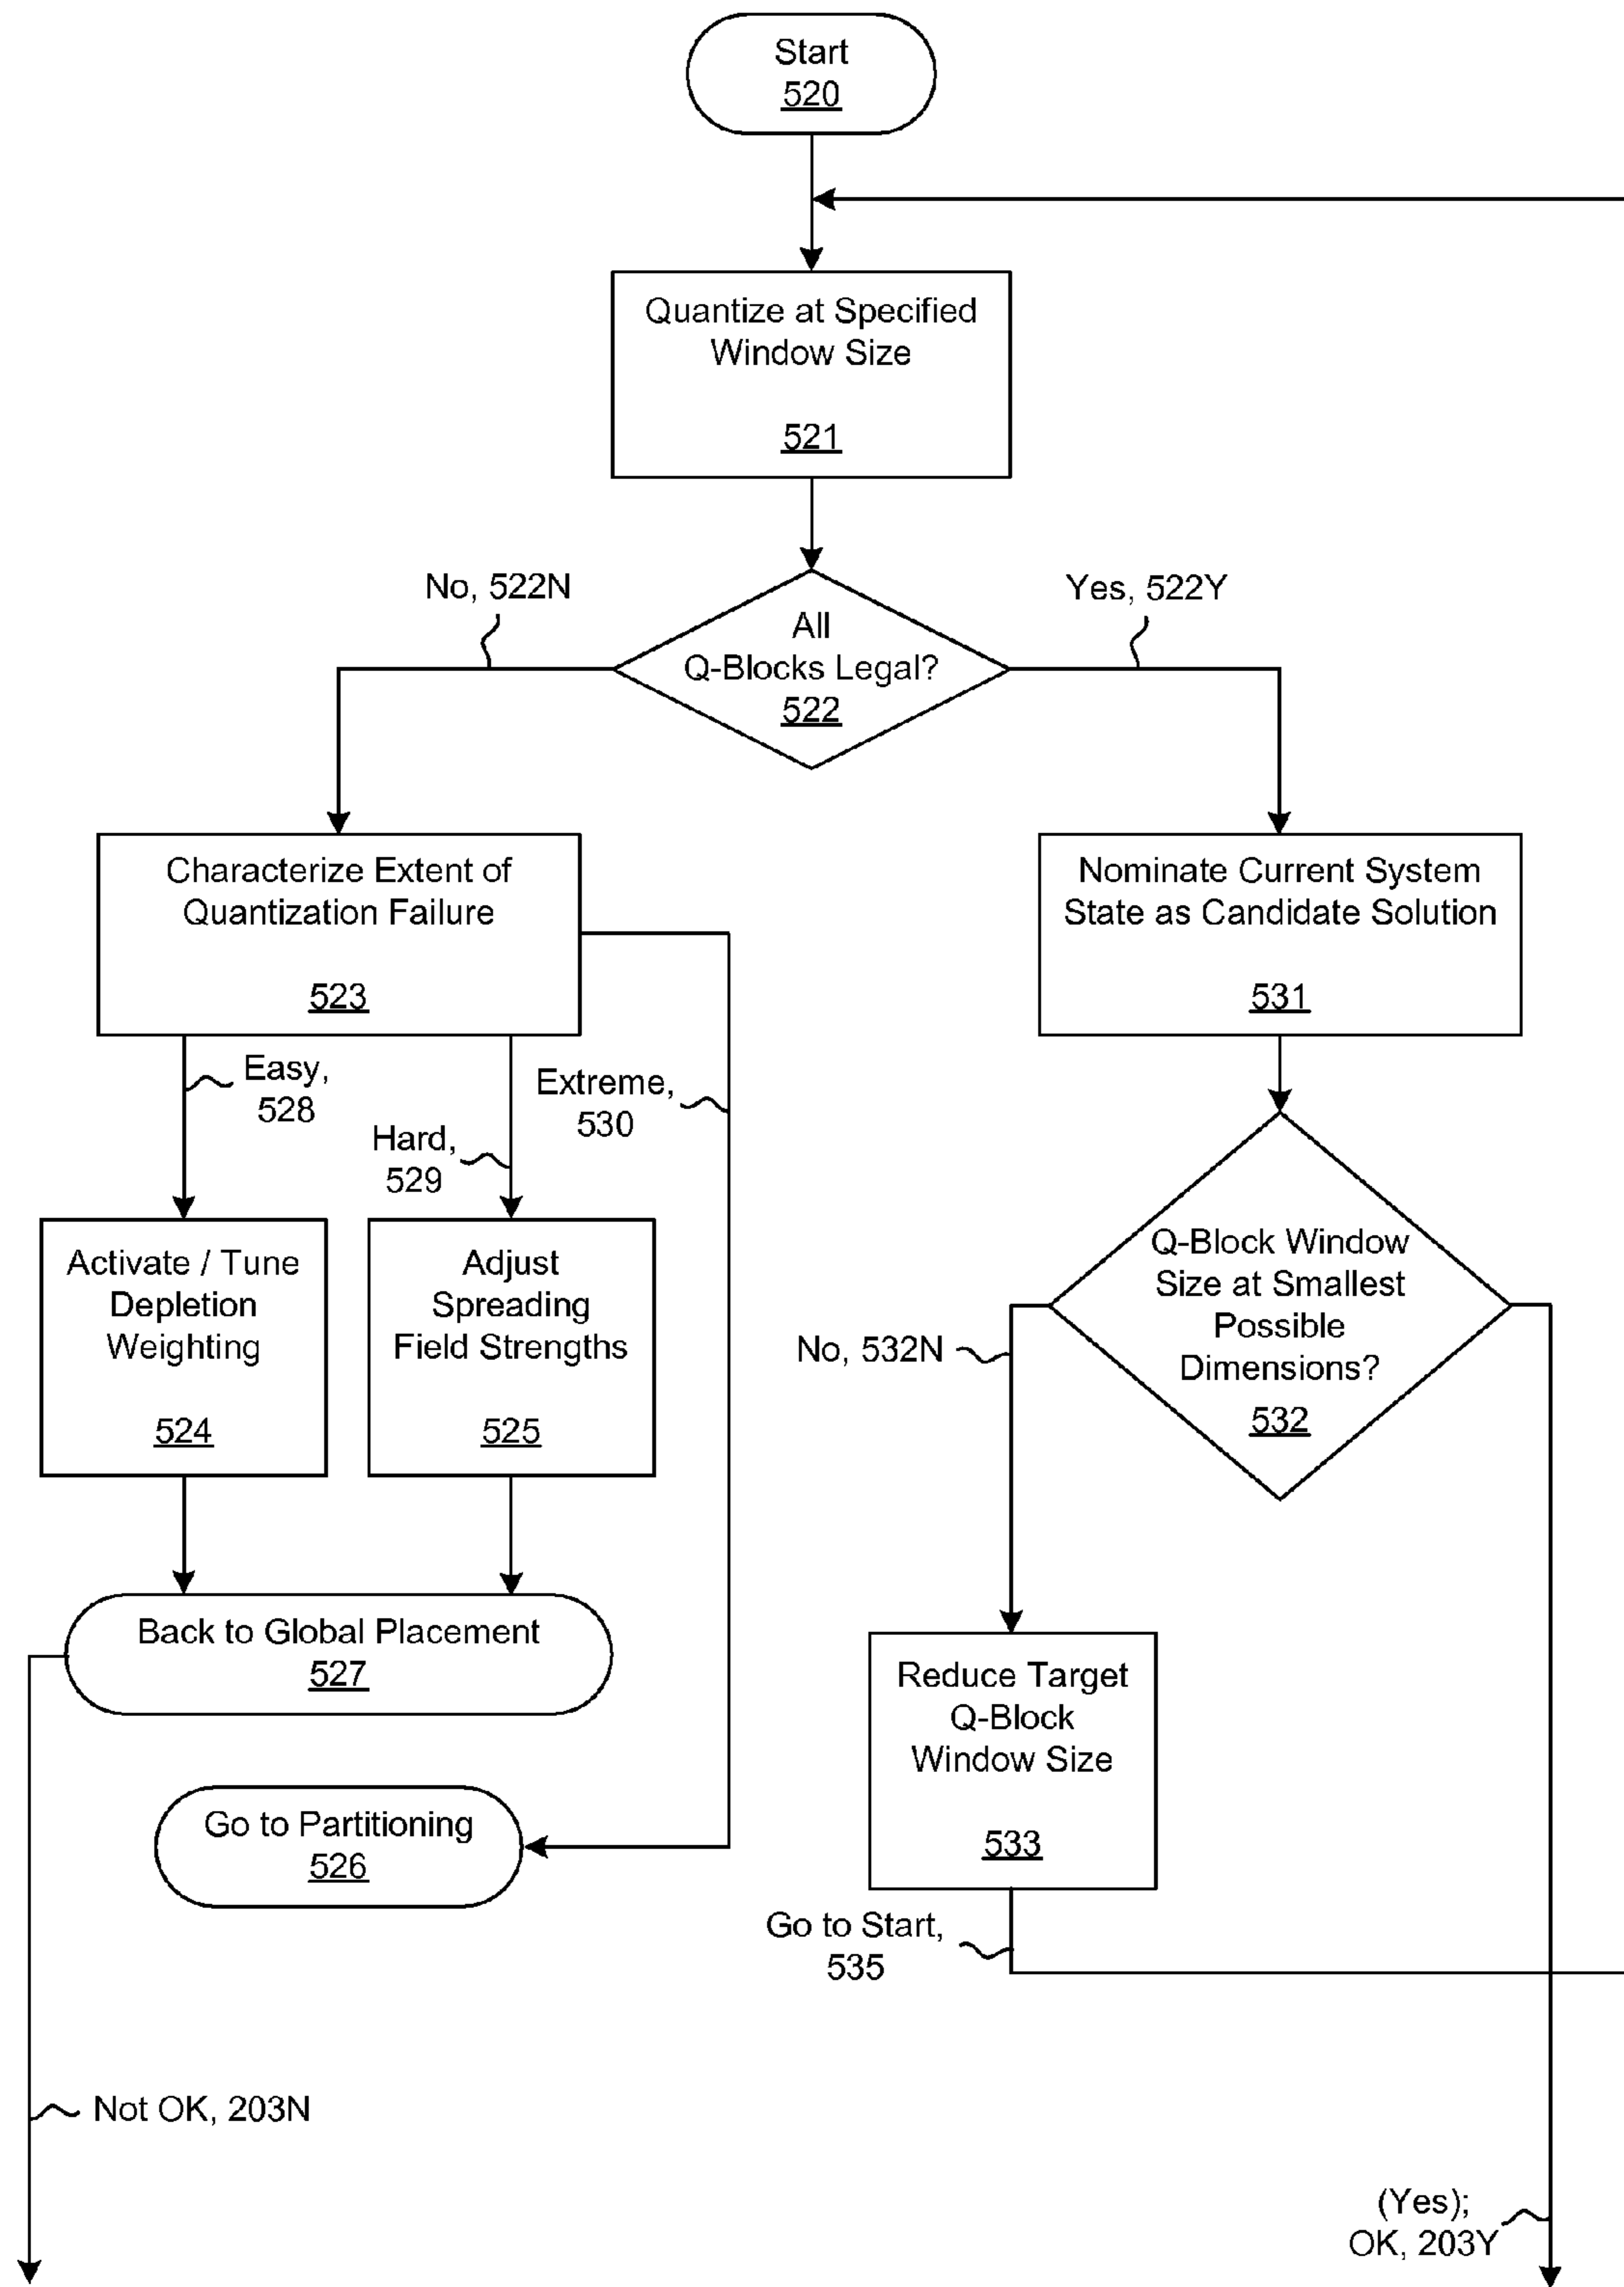 Start
520
Quantize at Specified
Window Size
521
No, 522N
Yes, 522Y
All
Q-Blocks Legal?
522
Characterize Extent of
Quantization Failure
523
Nominate Current System
State as Candidate Solution
531
Easy,
528
Hard,
529
Extreme,
530
Activate / Tune
Depletion
Weighting
524
Adjust
Spreading
Field Strengths
525
Q-Block Window
Size at Smallest
Possible
Dimensions?
532
No, 532N
Back to Global Placement
527
Reduce Target
Q-Block
Window Size
533
Go to Partitioning
526
Go to Start,
535
Not OK, 203N
(Yes);
OK, 203Y